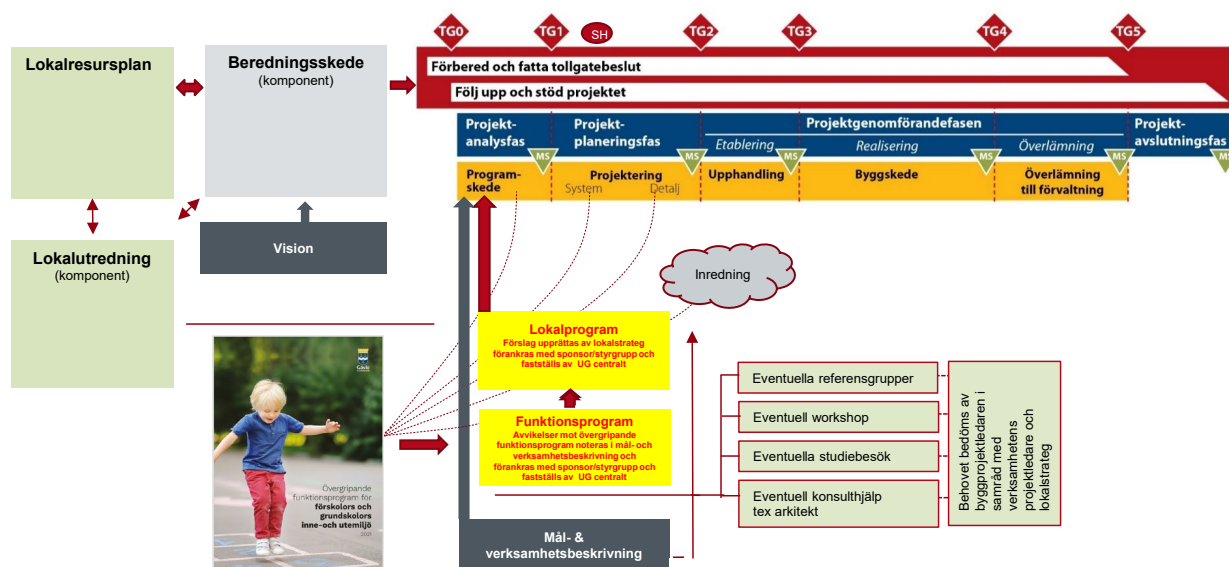 TG0
TG1
SH
TG2
TG3
TG4
TG5
Lokalresursplan
Beredningsskede
(komponent)
Förbered och fatta tollgatebeslut
Följ upp och stöd projektet
Projekt-
analysfas
Projekt-
planeringsfas
Projektgenomförandefasen
Etablering
Realisering
Överlämning
Projekt-
avslutningsfas
MS
MS
MS
MS
MS
MS
Program-
skede
Projektering
System
Detalj
Upphandling
Byggskede
Överlämning
till förvaltning
Lokalutredning
(komponent)
Vision
Inredning
Lokalprogram
Förslag upprättas av lokalstrateg
förankras med sponsor/styrgrupp och
fastställs av UG centralt
Funktionsprogram
Avvikelser mot övergripande
funktionsprogram noteras i mål- och
verksamhetsbeskrivning och
förankras med sponsor/styrgrupp och
fastställs av UG centralt
Gävle
Övergripande
funktionsprogram för
förskolors och
grundskolors
inne-och utemiljö
2021
Mål- &
verksamhetsbeskrivning
Eventuella referensgrupper
Eventuell workshop
Eventuella studiebesök
Eventuell konsulthjälp
tex arkitekt
Behovet bedöms av
byggprojektledaren i
samråd med
verksamhetens
projektledare och
lokalstrateg